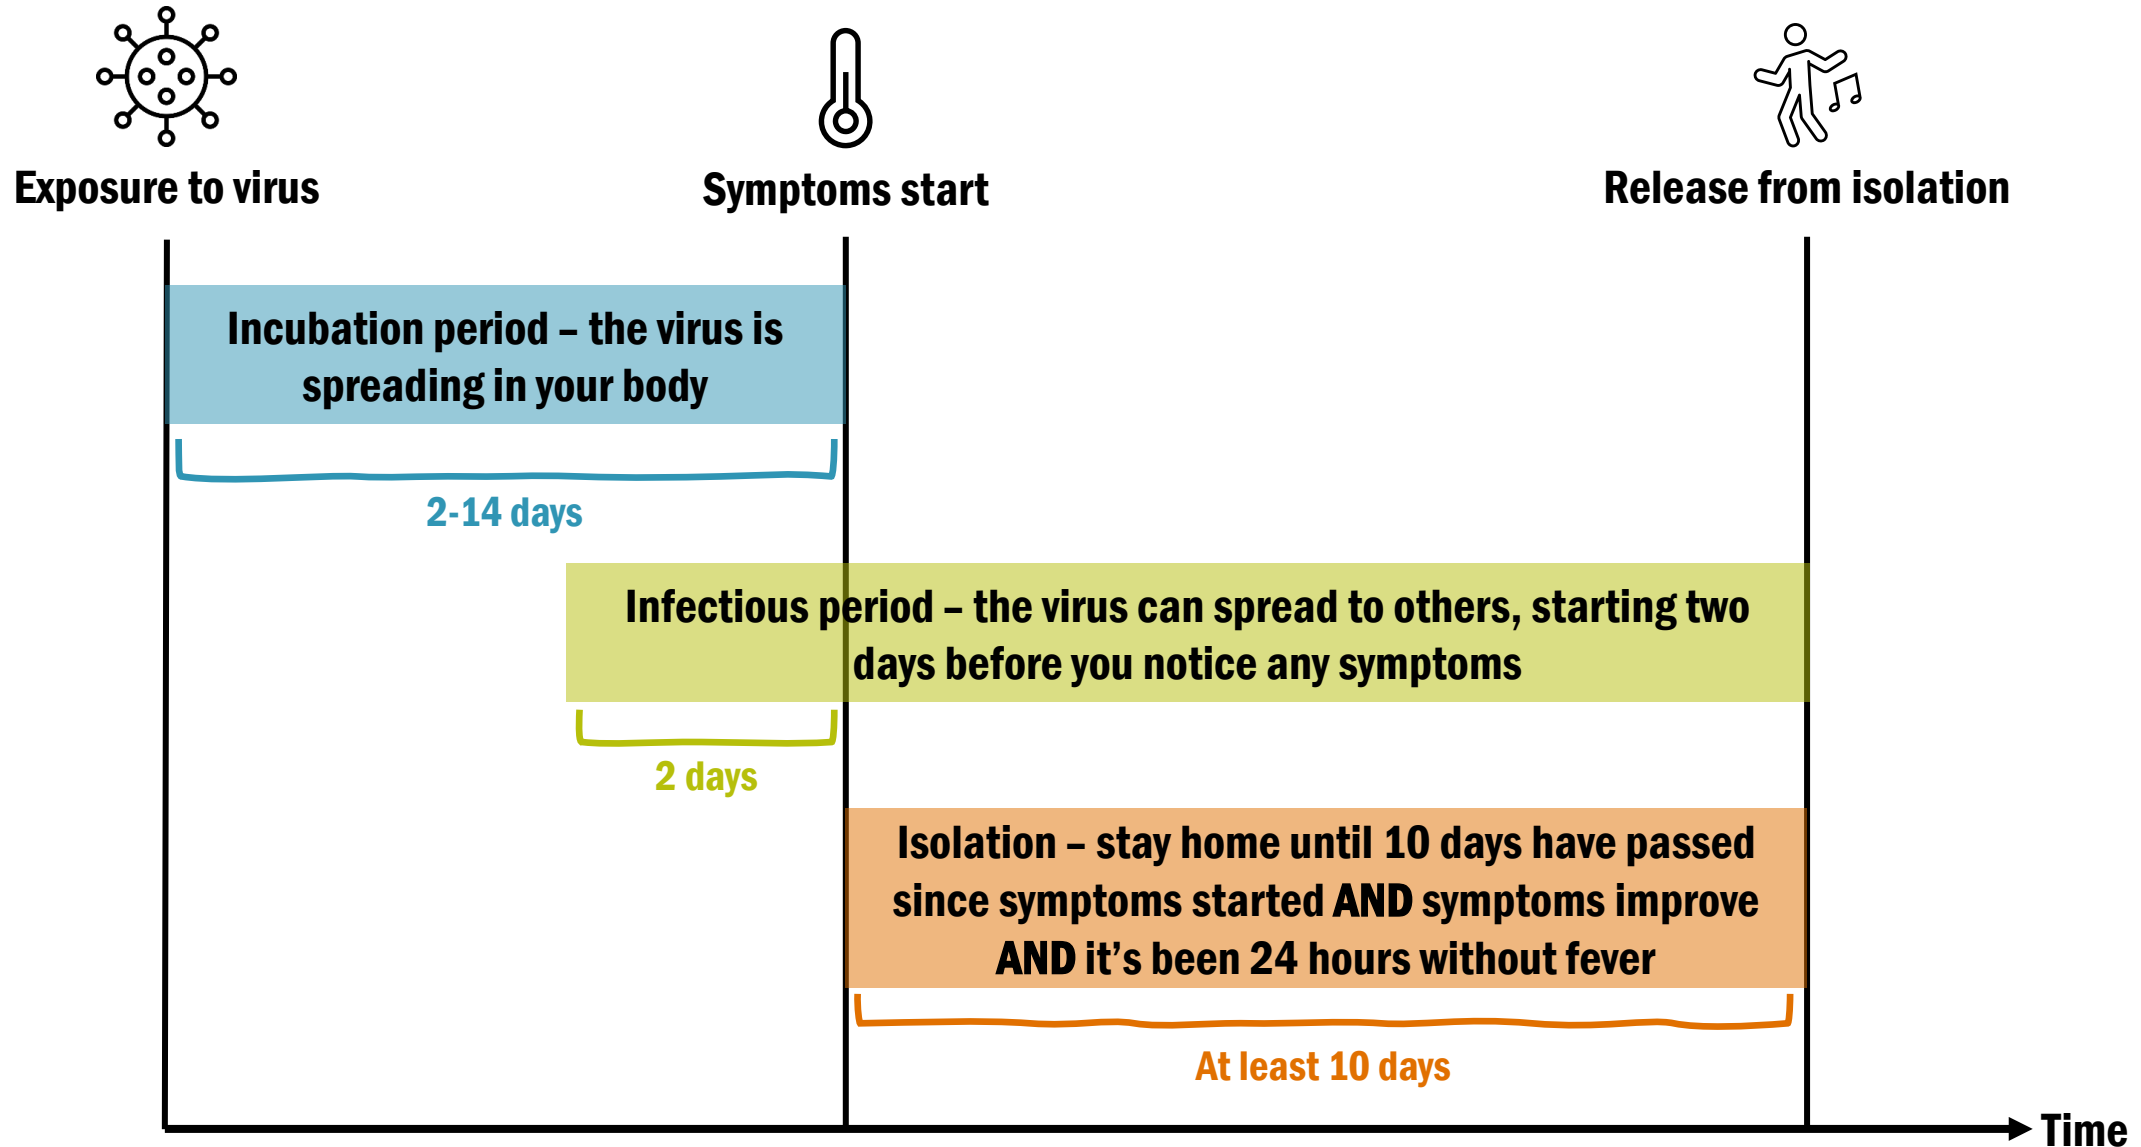 Exposure to virus
Symptoms start
Release from isolation
Incubation period – the virus is
spreading in your body
2-14 days
Infectious period – the virus can spread to others, starting two
days before you notice any symptoms
2 days
Isolation – stay home until 10 days have passed
since symptoms started AND symptoms improve
AND it’s been 24 hours without fever
At least 10 days
Time